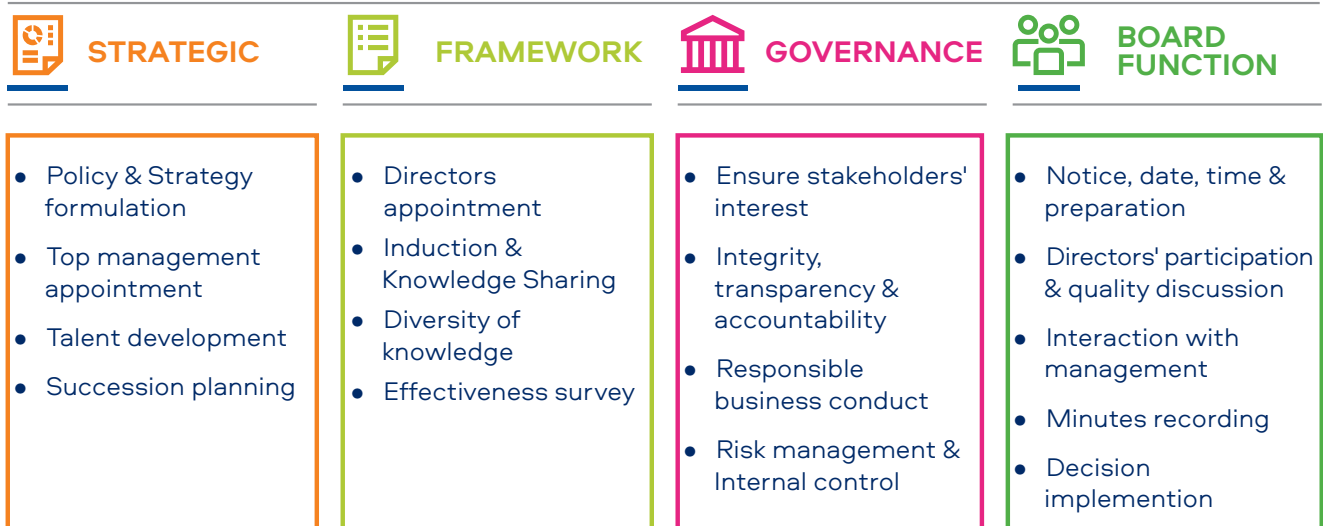 STRATEGIC
FRAMEWORK
GOVERNANCE
BOARD
FUNCTION
• Policy & Strategy
formulation
• Top management
appointment
• Talent development
• Succession planning
• Directors
appointment
• Induction &
Knowledge Sharing
• Diversity of
knowledge
• Effectiveness survey
• Ensure stakeholders'
interest
• Integrity,
transparency &
accountability
• Responsible
business conduct
• Risk management &
Internal control
• Notice, date, time &
preparation
• Directors' participation
& quality discussion
• Interaction with
management
• Minutes recording
• Decision
implemention